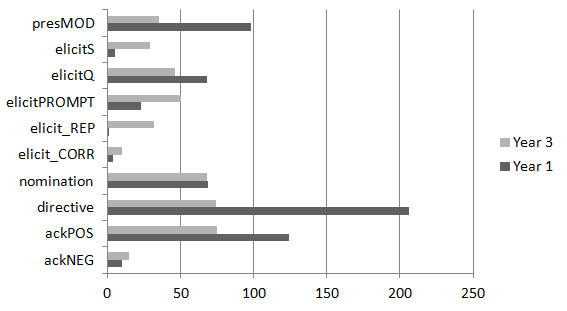 presMOD
elicitS
elicitQ
elicitPROMPT
elicit_REP
elicit_CORR
nomination
directive
ackPOS
ackNEG
Year 3
Year 1
0 50 100 150 200 250